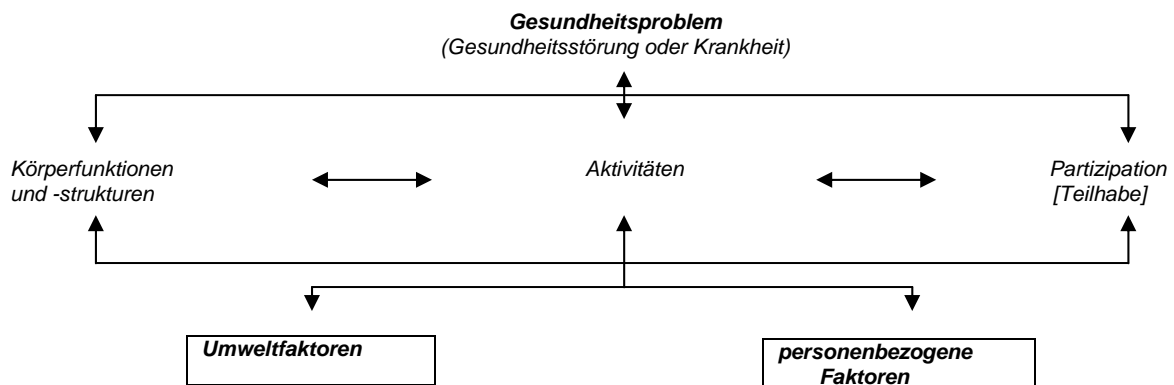 Gesundheitsproblem
(Gesundheitsstörung oder Krankheit)
Körperfunktionen
und -strukturen
Aktivitäten
Partizipation
[Teilhabe]
Umweltfaktoren
personenbezogene
Faktoren